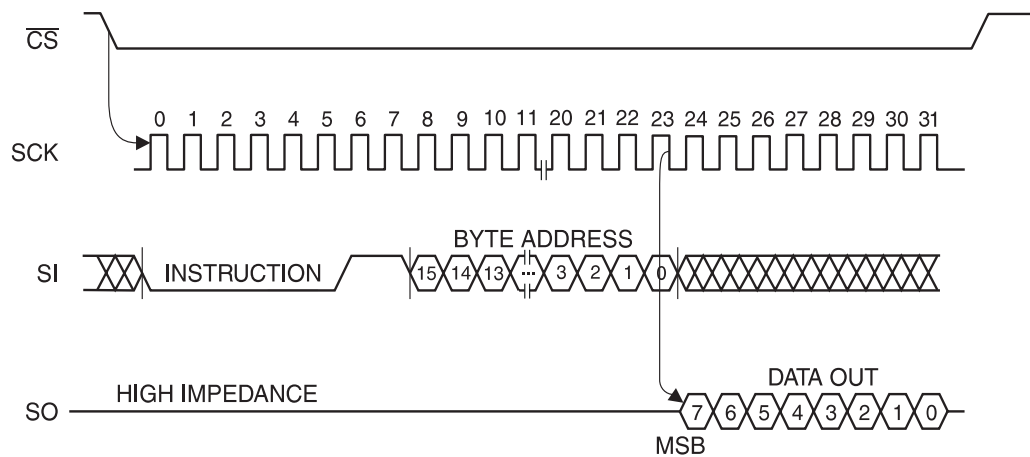 CS
0 1 2 3 4 5 6 7 8 9 10 11 20 21 22 23 24 25 26 27 28 29 30 31
SCK
BYTE ADDRESS
SI INSTRUCTION 15 14 13 ... 3 2 1 0
DATA OUT
HIGH IMPEDANCE
SO 7 6 5 4 3 2 1 0
MSB